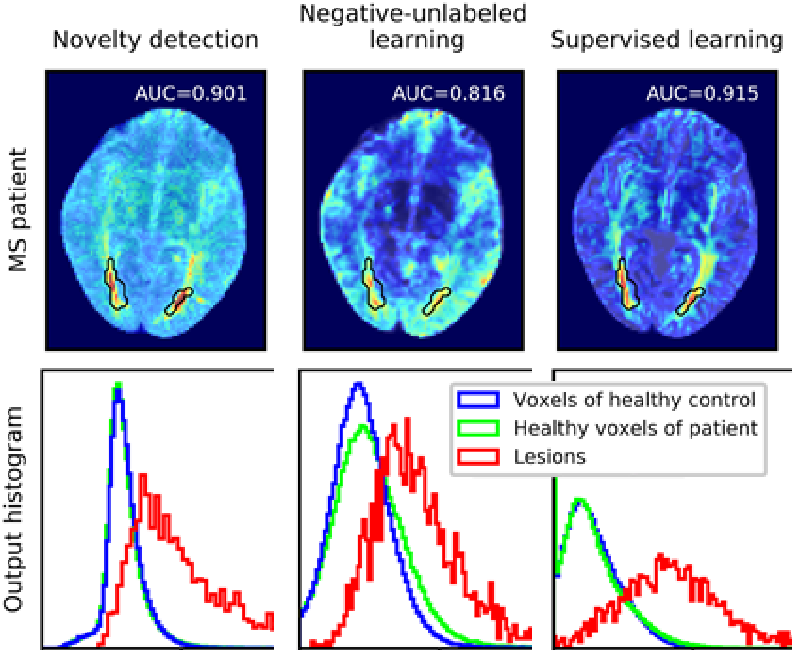 Novelty detection
Negative-unlabeled
learning
Supervised learning
MS patient
AUC=0.901
AUC=0.816
AUC=0.915
Output histogram
Voxels of healthy control
Healthy voxels of patient
Lesions